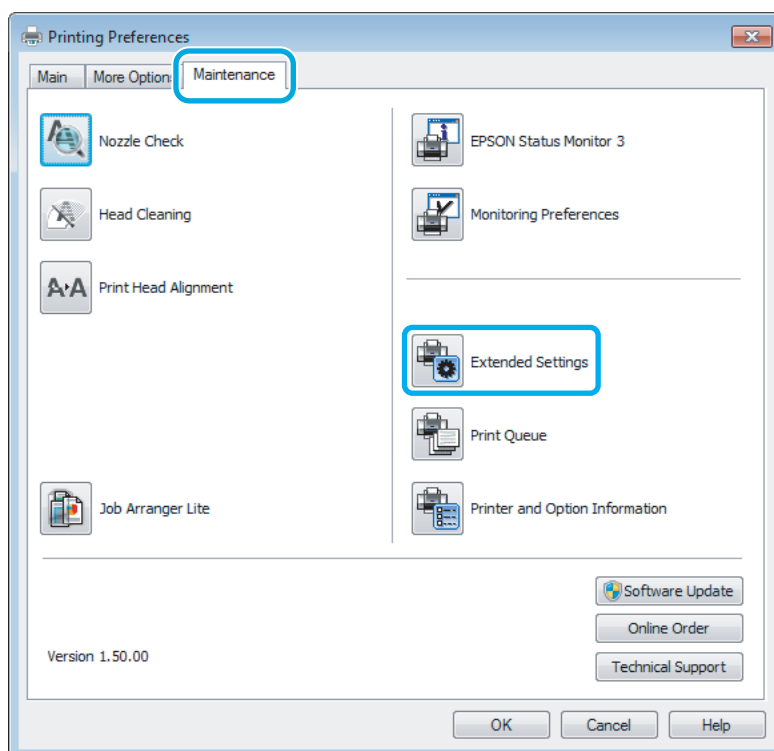 Printing Preferences
Main
More Option
Maintenance
Nozzle Check
Head Cleaning
A A Print Head Alignment
Job Arranger Lite
EPSON Status Monitor 3
Monitoring Preferences
Extended Settings
Print Queue
Printer and Option Information
Software Update
Online Order
Technical Support
Version 1.50.00
OK
Cancel
Help